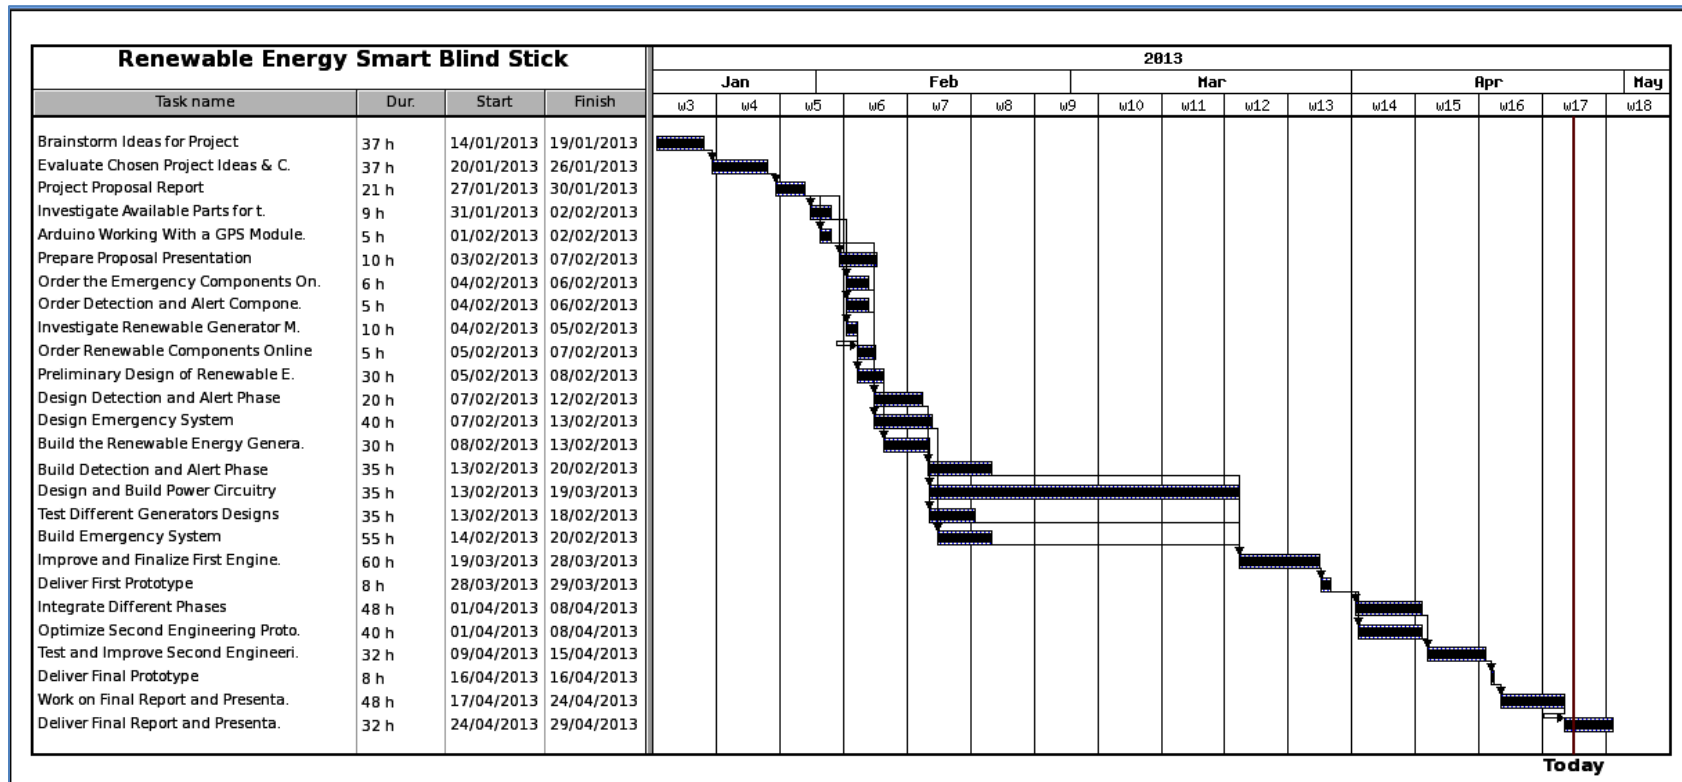 Renewable Energy Smart Blind Stick
2013
Jan Feb Mar Apr May
Task name Dur. Start Finish w3 w4 w5 w6 w7 w8 w9 w10 w11 w12 w13 w14 w15 w16 w17 w18
Brainstorm Ideas for Project 37 h 14/01/2013 19/01/2013
Evaluate Chosen Project Ideas & C. 37 h 20/01/2013 26/01/2013
Project Proposal Report 21 h 27/01/2013 30/01/2013
Investigate Available Parts for t. 9 h 31/01/2013 02/02/2013
Arduino Working With a GPS Module. 5 h 01/02/2013 02/02/2013
Prepare Proposal Presentation 10 h 03/02/2013 07/02/2013
Order the Emergency Components On. 6 h 04/02/2013 06/02/2013
Order Detection and Alert Compone. 5 h 04/02/2013 06/02/2013
Investigate Renewable Generator M. 10 h 04/02/2013 05/02/2013
Order Renewable Components Online 5 h 05/02/2013 07/02/2013
Preliminary Design of Renewable E. 30 h 05/02/2013 08/02/2013
Design Detection and Alert Phase 20 h 07/02/2013 12/02/2013
Design Emergency System 40 h 07/02/2013 13/02/2013
Build the Renewable Energy Genera. 30 h 08/02/2013 13/02/2013
Build Detection and Alert Phase 35 h 13/02/2013 20/02/2013
Design and Build Power Circuitry 35 h 13/02/2013 19/03/2013
Test Different Generators Designs 35 h 13/02/2013 18/02/2013
Build Emergency System 55 h 14/02/2013 20/02/2013
Improve and Finalize First Engine. 60 h 19/03/2013 28/03/2013
Deliver First Prototype 8 h 28/03/2013 29/03/2013
Integrate Different Phases 48 h 01/04/2013 08/04/2013
Optimize Second Engineering Proto. 40 h 01/04/2013 08/04/2013
Test and Improve Second Engineeri. 32 h 09/04/2013 15/04/2013
Deliver Final Prototype 8 h 16/04/2013 16/04/2013
Work on Final Report and Presenta. 48 h 17/04/2013 24/04/2013
Deliver Final Report and Presenta. 32 h 24/04/2013 29/04/2013
Today